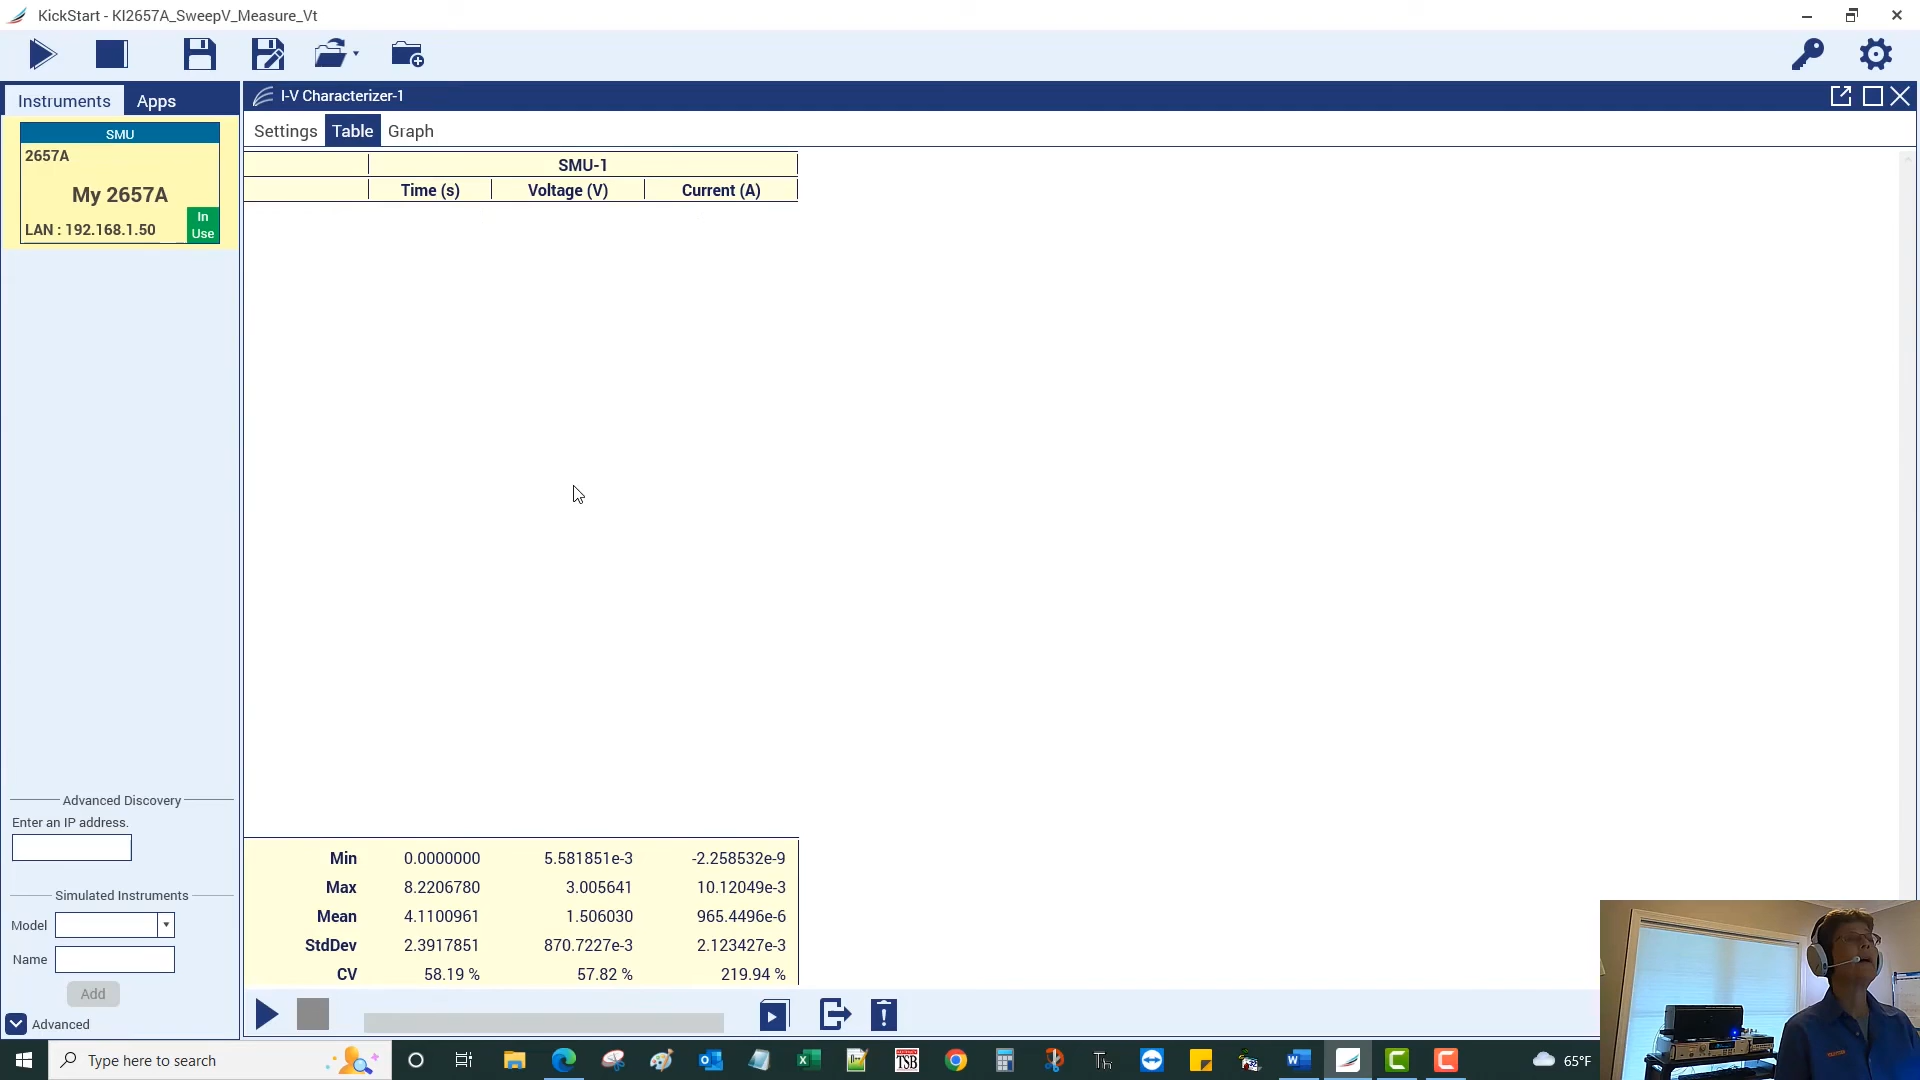 KickStart - KI2657A_SweepV_Measure_Vt
Instruments Apps
I-V Characterizer-1
Settings Table Graph
SMU
2657A
My 2657A
LAN : 192.168.1.50
In
Use
SMU-1
Time (s) Voltage (V) Current (A)
Advanced Discovery
Enter an IP address.
Simulated Instruments
Model
Name
Add
Advanced
Min 0.0000000 5.581851e-3 -2.258532e-9
Max 8.2206780 3.005641 10.12049e-3
Mean 4.1100961 1.506030 965.4496e-6
StdDev 2.3917851 870.7227e-3 2.123427e-3
CV 58.19 % 57.82 % 219.94 %
Type here to search
TSB
Th
65°F